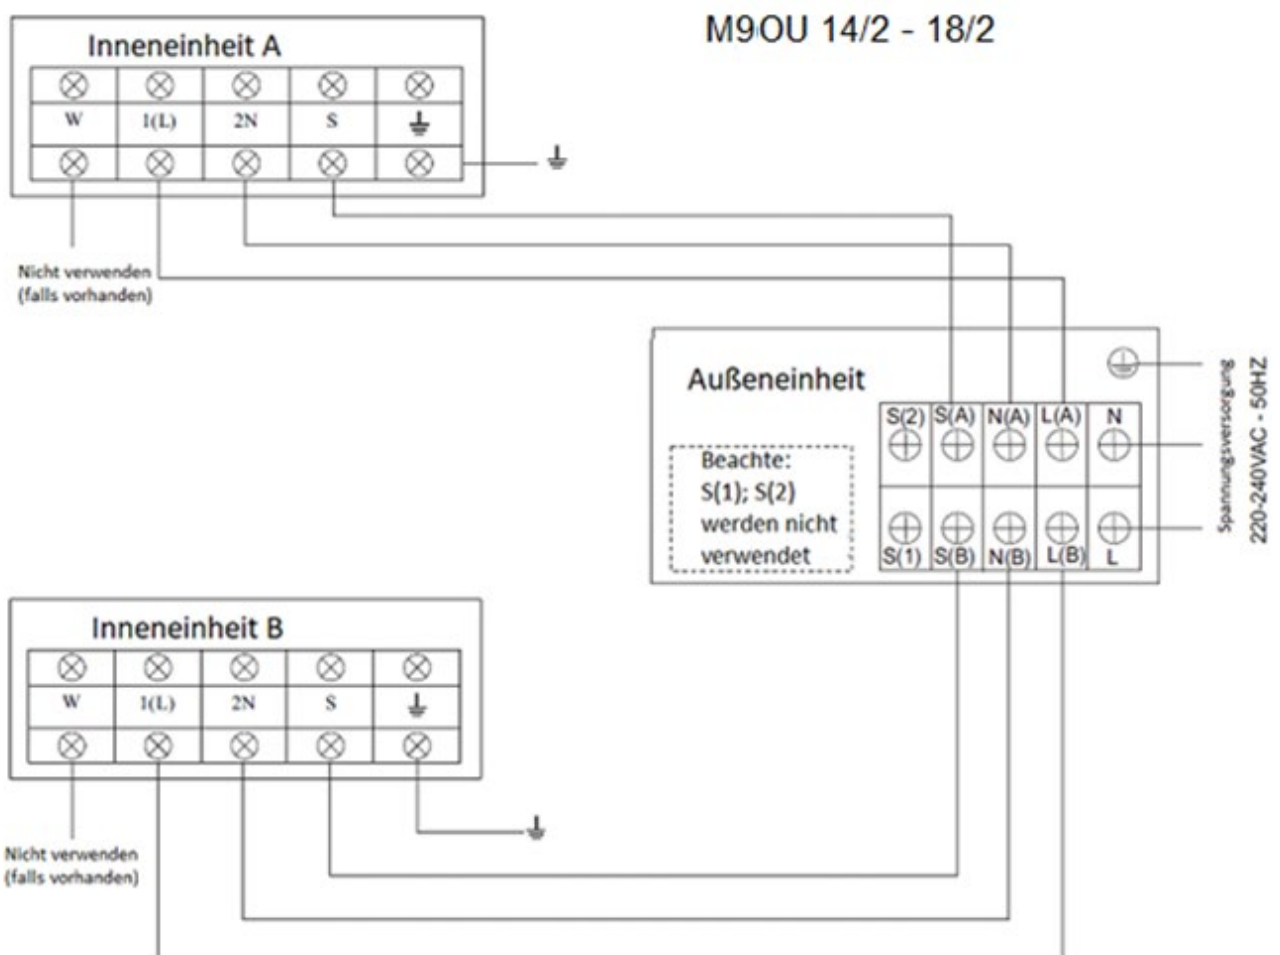 M9OU 14/2 - 18/2
Inneneinheit A
W 1(L) 2N S
Nicht verwenden
(falls vorhanden)
Außeneinheit
Beachte:
S(1); S(2)
werden nicht
verwendet
S(2) S(A) N(A) L(A) N
S(1) S(B) N(B) L(B) L
Spannungsversorgung
220-240VAC - 50HZ
Inneneinheit B
W 1(L) 2N S
Nicht verwenden
(falls vorhanden)